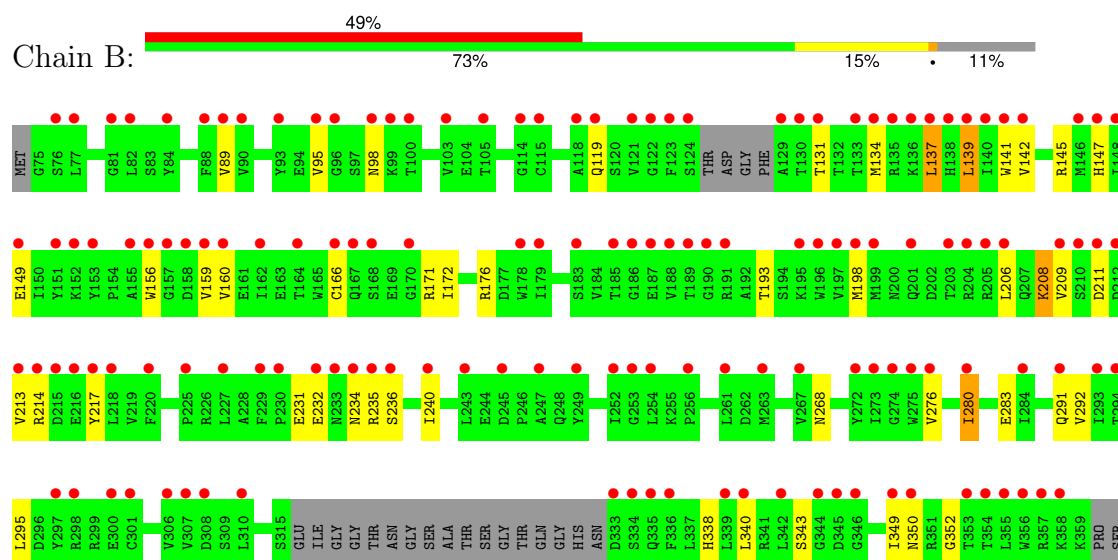 49%
Chain B:
73% 15% • 11%
MET G75 S76 L77 G81 L82 S83 Y84 F88 V89 V90 Y93 E94 V95 G96 S97 N98 K99 T100 V103 E104 T105 G114 C115 A118 Q119 S120 V121 G122 F123 S124 THR ASP GLY PHE A129 T130 T131 T132 T133 M134 R135 K136 L137 H138 L139 I140 W141 V142 R145 M146 H147 I148
E149 I150 Y151 K152 Y153 P154 A155 W156 G157 D158 V159 V160 E161 I162 E163 T164 W165 C166 Q167 S168 E169 G170 R171 I172 R176 D177 W178 I179 S183 V184 T185 G186 E187 V188 T189 G190 R191 A192 T193 S194 K195 W196 V197 M198 M199 N200 Q201 D202 T203 R204 R205 L206 Q207 K208 V209 S210 D211 D212
V213 R214 D215 E216 Y217 L218 V219 F220 P225 R226 L227 A228 F229 P230 E231 E232 N233 N234 R235 S236 I240 L243 E244 D245 P246 A247 Q248 Y249 I252 G253 L254 K255 P256 L261 D262 M263 V267 N268 Y272 I273 G274 W275 V276 I280 E283 I284 Q291 V292 I293 T294
L295 D296 Y297 R298 R299 E300 C301 V306 V307 D308 S309 L310 S315 GLU ILE GLY GLY THR ASN GLY SER ALA THR SER GLY THR GLN GLY HIS ASN D333 S334 Q335 F336 L337 H338 L339 L340 R341 L342 S343 G344 D345 G346 I349 N350 R351 G352 T353 T354 L355 W356 R357 K358 K359 PRO